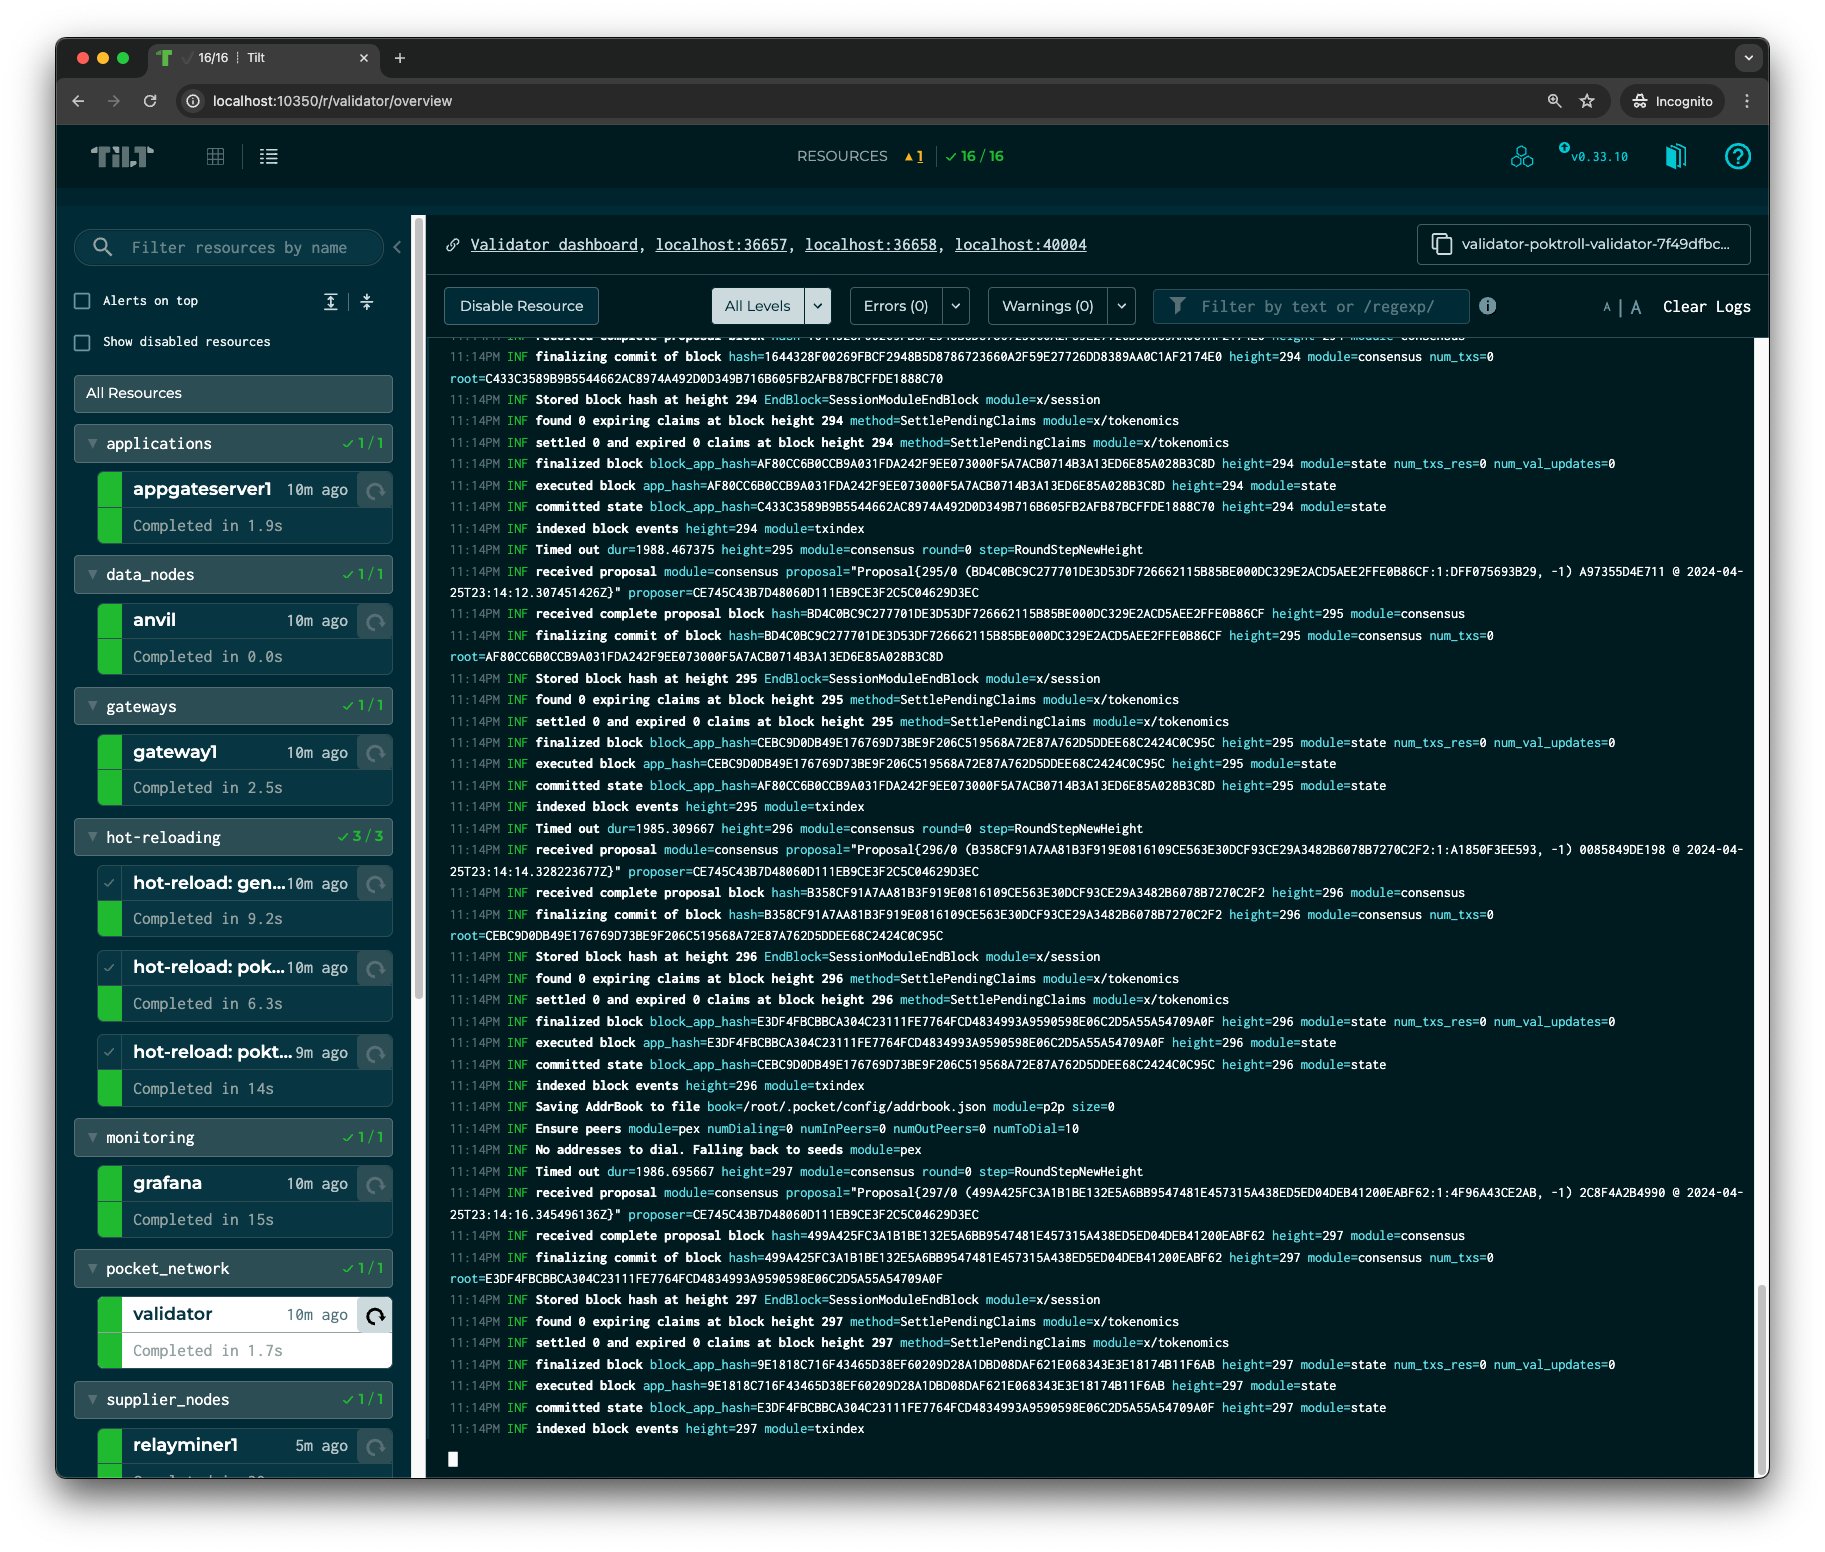 16/16 ┊ Tilt
localhost:10350/r/validator/overview
Incognito
TILT
RESOURCES ▲1 ✓ 16 / 16
v0.33.10
Filter resources by name
Alerts on top
Show disabled resources
All Resources
applications 1 / 1
appgateserver1 10m ago
Completed in 1.9s
data_nodes 1 / 1
anvil 10m ago
Completed in 0.0s
gateways 1 / 1
gateway1 10m ago
Completed in 2.5s
hot-reloading 3 / 3
hot-reload: gen... 10m ago
Completed in 9.2s
hot-reload: pok... 10m ago
Completed in 6.3s
hot-reload: pokt... 9m ago
Completed in 14s
monitoring 1 / 1
grafana 10m ago
Completed in 15s
pocket_network 1 / 1
validator 10m ago
Completed in 1.7s
supplier_nodes 1 / 1
relayminer1 5m ago
Validator dashboard, localhost:36657, localhost:36658, localhost:40004
validator-poktroll-validator-7f49dfbc...
Disable Resource
All Levels
Errors (0)
Warnings (0)
Filter by text or /regexp/
A | A
Clear Logs
11:14PM INF finalizing commit of block hash=1644328F00269FBCF2948B5D8786723660A2F59E27726DD8389AA0C1AF2174E0 height=294 module=consensus num_txs=0
root=C433C3589B9B5544662AC8974A492D0D349B716B605FB2AFB87BCFFDE1888C70
11:14PM INF Stored block hash at height 294 EndBlock=SessionModuleEndBlock module=x/session
11:14PM INF found 0 expiring claims at block height 294 method=SettlePendingClaims module=x/tokenomics
11:14PM INF settled 0 and expired 0 claims at block height 294 method=SettlePendingClaims module=x/tokenomics
11:14PM INF finalized block block_app_hash=AF80CC6B0CCB9A031FDA242F9EE073000F5A7ACB0714B3A13ED6E85A028B3C8D height=294 module=state num_txs_res=0 num_val_updates=0
11:14PM INF executed block app_hash=AF80CC6B0CCB9A031FDA242F9EE073000F5A7ACB0714B3A13ED6E85A028B3C8D height=294 module=state
11:14PM INF committed state block_app_hash=C433C3589B9B5544662AC8974A492D0D349B716B605FB2AFB87BCFFDE1888C70 height=294 module=state
11:14PM INF indexed block events height=294 module=txindex
11:14PM INF Timed out dur=1988.467375 height=295 module=consensus round=0 step=RoundStepNewHeight
11:14PM INF received proposal module=consensus proposal="Proposal{295/0 (BD4C0BC9C277701DE3D53DF726662115B85BE000DC329E2ACD5AEE2FFE0B86CF:1:DFF075693B29, -1) A97355D4E711 @ 2024-04-
25T23:14:12.307451426Z}" proposer=CE745C43B7D48060D111EB9CE3F2C5C04629D3EC
11:14PM INF received complete proposal block hash=BD4C0BC9C277701DE3D53DF726662115B85BE000DC329E2ACD5AEE2FFE0B86CF height=295 module=consensus
11:14PM INF finalizing commit of block hash=BD4C0BC9C277701DE3D53DF726662115B85BE000DC329E2ACD5AEE2FFE0B86CF height=295 module=consensus num_txs=0
root=AF80CC6B0CCB9A031FDA242F9EE073000F5A7ACB0714B3A13ED6E85A028B3C8D
11:14PM INF Stored block hash at height 295 EndBlock=SessionModuleEndBlock module=x/session
11:14PM INF found 0 expiring claims at block height 295 method=SettlePendingClaims module=x/tokenomics
11:14PM INF settled 0 and expired 0 claims at block height 295 method=SettlePendingClaims module=x/tokenomics
11:14PM INF finalized block block_app_hash=CEBC9D0DB49E176769D73BE9F206C519568A72E87A762D5DDEE68C2424C0C95C height=295 module=state num_txs_res=0 num_val_updates=0
11:14PM INF executed block app_hash=CEBC9D0DB49E176769D73BE9F206C519568A72E87A762D5DDEE68C2424C0C95C height=295 module=state
11:14PM INF committed state block_app_hash=AF80CC6B0CCB9A031FDA242F9EE073000F5A7ACB0714B3A13ED6E85A028B3C8D height=295 module=state
11:14PM INF indexed block events height=295 module=txindex
11:14PM INF Timed out dur=1985.309667 height=296 module=consensus round=0 step=RoundStepNewHeight
11:14PM INF received proposal module=consensus proposal="Proposal{296/0 (B358CF91A7AA81B3F919E0816109CE563E30DCF93CE29A3482B6078B7270C2F2:1:A1850F3EE593, -1) 0085849DE198 @ 2024-04-
25T23:14:14.328223677Z}" proposer=CE745C43B7D48060D111EB9CE3F2C5C04629D3EC
11:14PM INF received complete proposal block hash=B358CF91A7AA81B3F919E0816109CE563E30DCF93CE29A3482B6078B7270C2F2 height=296 module=consensus
11:14PM INF finalizing commit of block hash=B358CF91A7AA81B3F919E0816109CE563E30DCF93CE29A3482B6078B7270C2F2 height=296 module=consensus num_txs=0
root=CEBC9D0DB49E176769D73BE9F206C519568A72E87A762D5DDEE68C2424C0C95C
11:14PM INF Stored block hash at height 296 EndBlock=SessionModuleEndBlock module=x/session
11:14PM INF found 0 expiring claims at block height 296 method=SettlePendingClaims module=x/tokenomics
11:14PM INF settled 0 and expired 0 claims at block height 296 method=SettlePendingClaims module=x/tokenomics
11:14PM INF finalized block block_app_hash=E3DF4FBCBBCA304C23111FE7764FCD4834993A9590598E06C2D5A55A54709A0F height=296 module=state num_txs_res=0 num_val_updates=0
11:14PM INF executed block app_hash=E3DF4FBCBBCA304C23111FE7764FCD4834993A9590598E06C2D5A55A54709A0F height=296 module=state
11:14PM INF committed state block_app_hash=CEBC9D0DB49E176769D73BE9F206C519568A72E87A762D5DDEE68C2424C0C95C height=296 module=state
11:14PM INF indexed block events height=296 module=txindex
11:14PM INF Saving AddrBook to file book=/root/.pocket/config/addrbook.json module=p2p size=0
11:14PM INF Ensure peers module=pex numDialing=0 numInPeers=0 numOutPeers=0 numToDial=10
11:14PM INF No addresses to dial. Falling back to seeds module=pex
11:14PM INF Timed out dur=1986.695667 height=297 module=consensus round=0 step=RoundStepNewHeight
11:14PM INF received proposal module=consensus proposal="Proposal{297/0 (499A425FC3A1B1BE132E5A6BB9547481E457315A438ED5ED04DEB41200EABF62:1:4F96A43CE2AB, -1) 2C8F4A2B4990 @ 2024-04-
25T23:14:16.345496136Z}" proposer=CE745C43B7D48060D111EB9CE3F2C5C04629D3EC
11:14PM INF received complete proposal block hash=499A425FC3A1B1BE132E5A6BB9547481E457315A438ED5ED04DEB41200EABF62 height=297 module=consensus
11:14PM INF finalizing commit of block hash=499A425FC3A1B1BE132E5A6BB9547481E457315A438ED5ED04DEB41200EABF62 height=297 module=consensus num_txs=0
root=E3DF4FBCBBCA304C23111FE7764FCD4834993A9590598E06C2D5A55A54709A0F
11:14PM INF Stored block hash at height 297 EndBlock=SessionModuleEndBlock module=x/session
11:14PM INF found 0 expiring claims at block height 297 method=SettlePendingClaims module=x/tokenomics
11:14PM INF settled 0 and expired 0 claims at block height 297 method=SettlePendingClaims module=x/tokenomics
11:14PM INF finalized block block_app_hash=9E1818C716F43465D38EF60209D28A1DBD08DAF621E068343E3E18174B11F6AB height=297 module=state num_txs_res=0 num_val_updates=0
11:14PM INF executed block app_hash=9E1818C716F43465D38EF60209D28A1DBD08DAF621E068343E3E18174B11F6AB height=297 module=state
11:14PM INF committed state block_app_hash=E3DF4FBCBBCA304C23111FE7764FCD4834993A9590598E06C2D5A55A54709A0F height=297 module=state
11:14PM INF indexed block events height=297 module=txindex